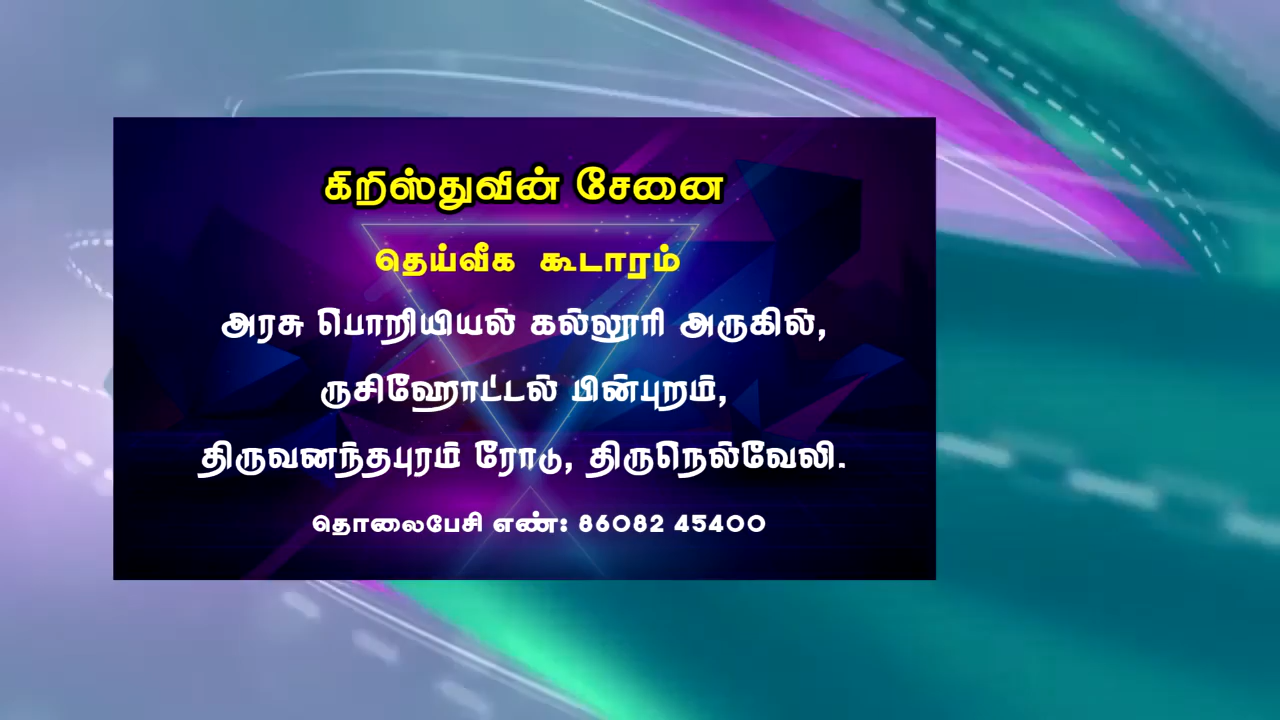 கிறிஸ்துவின் சேனை
தெய்வீக கூடாரம்
அரசு பொறியியல் கல்லூரி அருகில்,
ருசிஹோட்டல் பின்புறம்,
திருவனந்தபுரம் ரோடு, திருநெல்வேலி.
தொலைபேசி எண்: 86082 45400